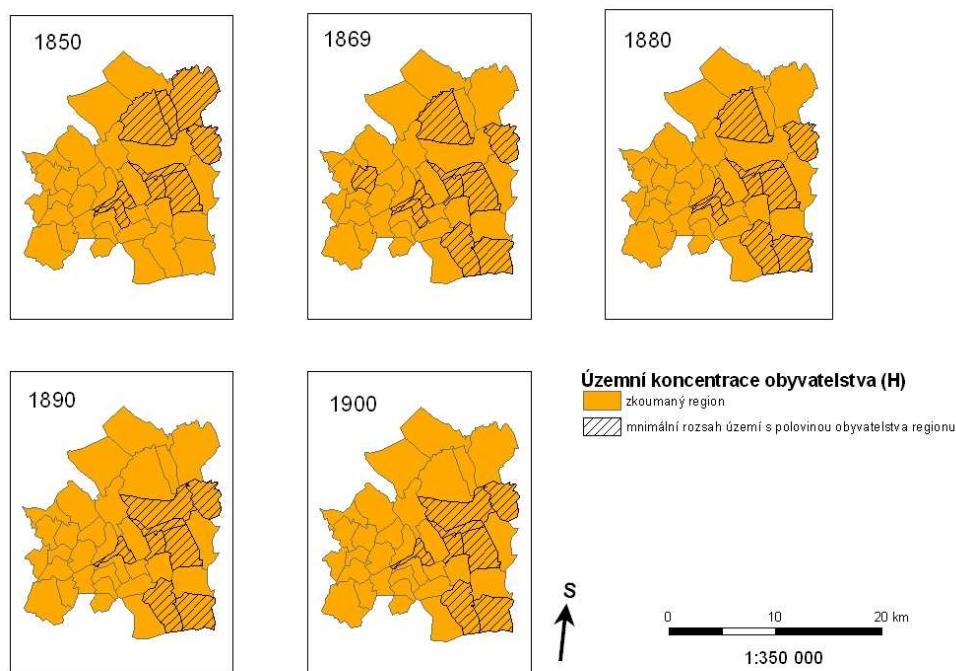 1850
1869
1880
1890
1900
Územní koncentrace obyvatelstva (H)
zkoumaný region
mnimální rozsah území s polovinou obyvatelstva regionu
S
0 10 20 km
1:350 000